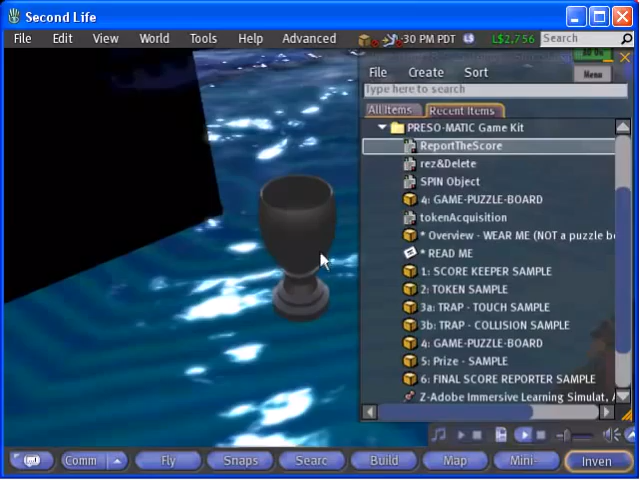 Second Life
File Edit View World Tools Help Advanced :30 PM PDT L$2,756 Search
File Create Sort Menu
Type here to search
All Items Recent Items
PRESO-MATIC Game Kit
ReportTheScore
rez&Delete
SPIN Object
4: GAME-PUZZLE-BOARD
tokenAcquisition
* Overview - WEAR ME (NOT a puzzle bo
* READ ME
1: SCORE KEEPER SAMPLE
2: TOKEN SAMPLE
3a: TRAP - TOUCH SAMPLE
3b: TRAP - COLLISION SAMPLE
4: GAME-PUZZLE-BOARD
5: Prize - SAMPLE
6: FINAL SCORE REPORTER SAMPLE
Z-Adobe Immersive Learning Simulat, A
Comm Fly Snaps Searc Build Map Mini- Inven